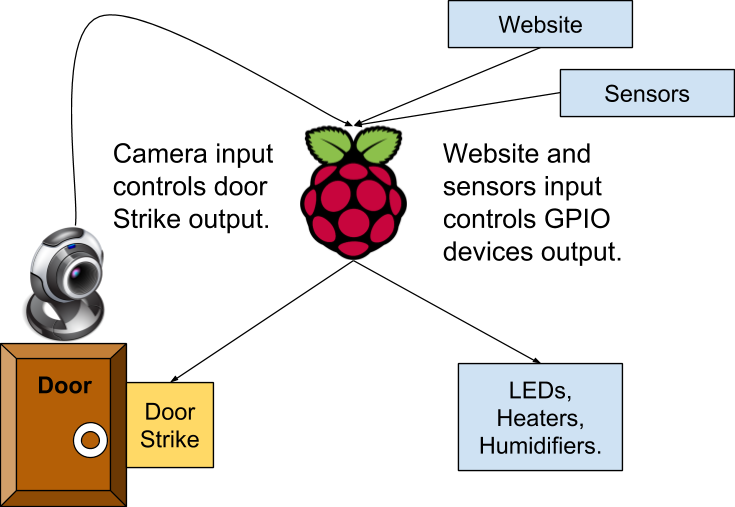 Website
Sensors
Camera input
controls door
Strike output.
Website and
sensors input
controls GPIO
devices output.
Door
Door
Strike
LEDs,
Heaters,
Humidifiers.